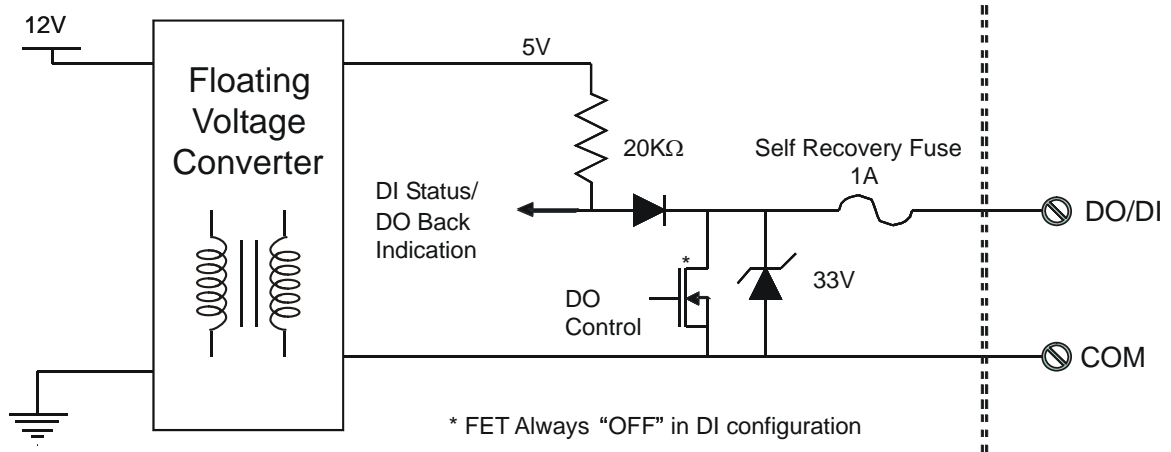 12V
Floating
Voltage
Converter
5V
20KΩ
Self Recovery Fuse
1A
DI Status/
DO Back
Indication
DO/DI
*
33V
DO
Control
COM
* FET Always “OFF” in DI configuration